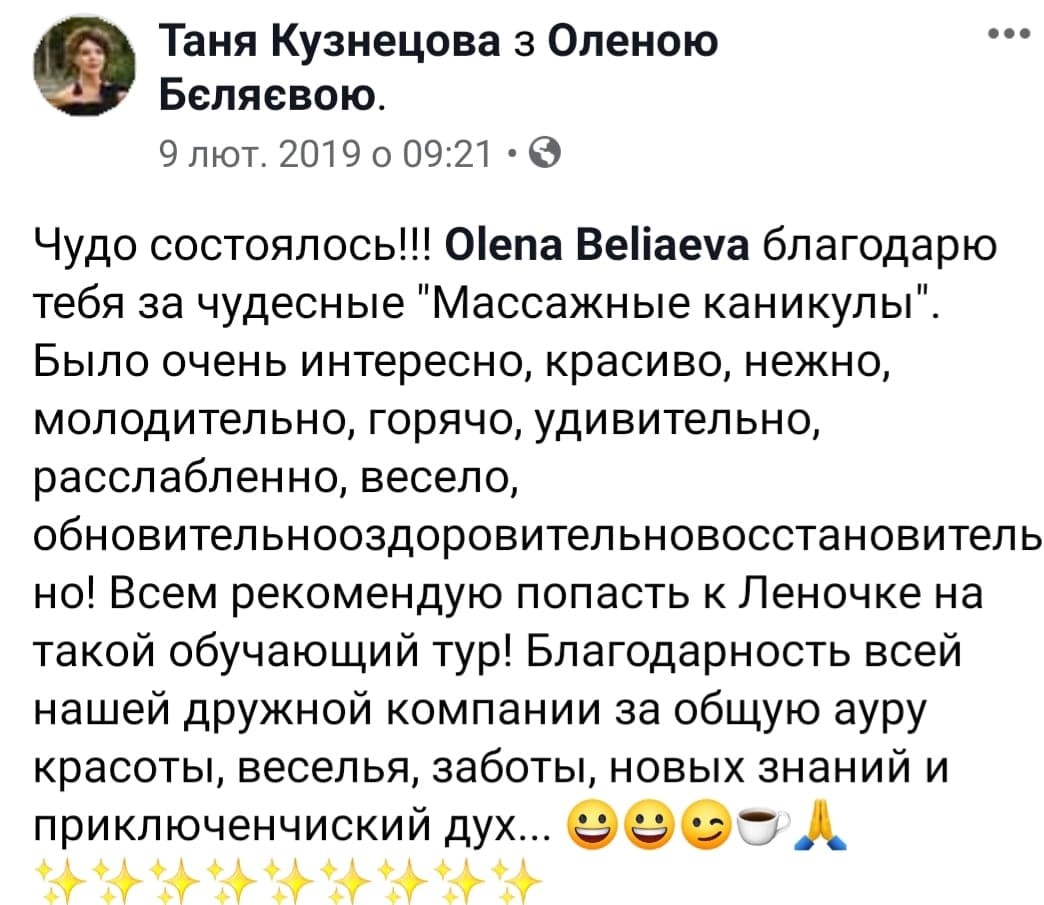 Таня Кузнецова з Оленою
Бєляєвою.
9 лют. 2019 о 09:21 •
Чудо состоялось!!! Olena Beliaeva благодарю
тебя за чудесные "Массажные каникулы".
Было очень интересно, красиво, нежно,
молодительно, горячо, удивительно,
расслабленно, весело,
обновительнооздоровительновосстановитель
но! Всем рекомендую попасть к Леночке на
такой обучающий тур! Благодарность всей
нашей дружной компании за общую ауру
красоты, веселья, заботы, новых знаний и
приключенчиский дух... 😀😀😉☕🙏
✨✨✨✨✨✨✨✨✨